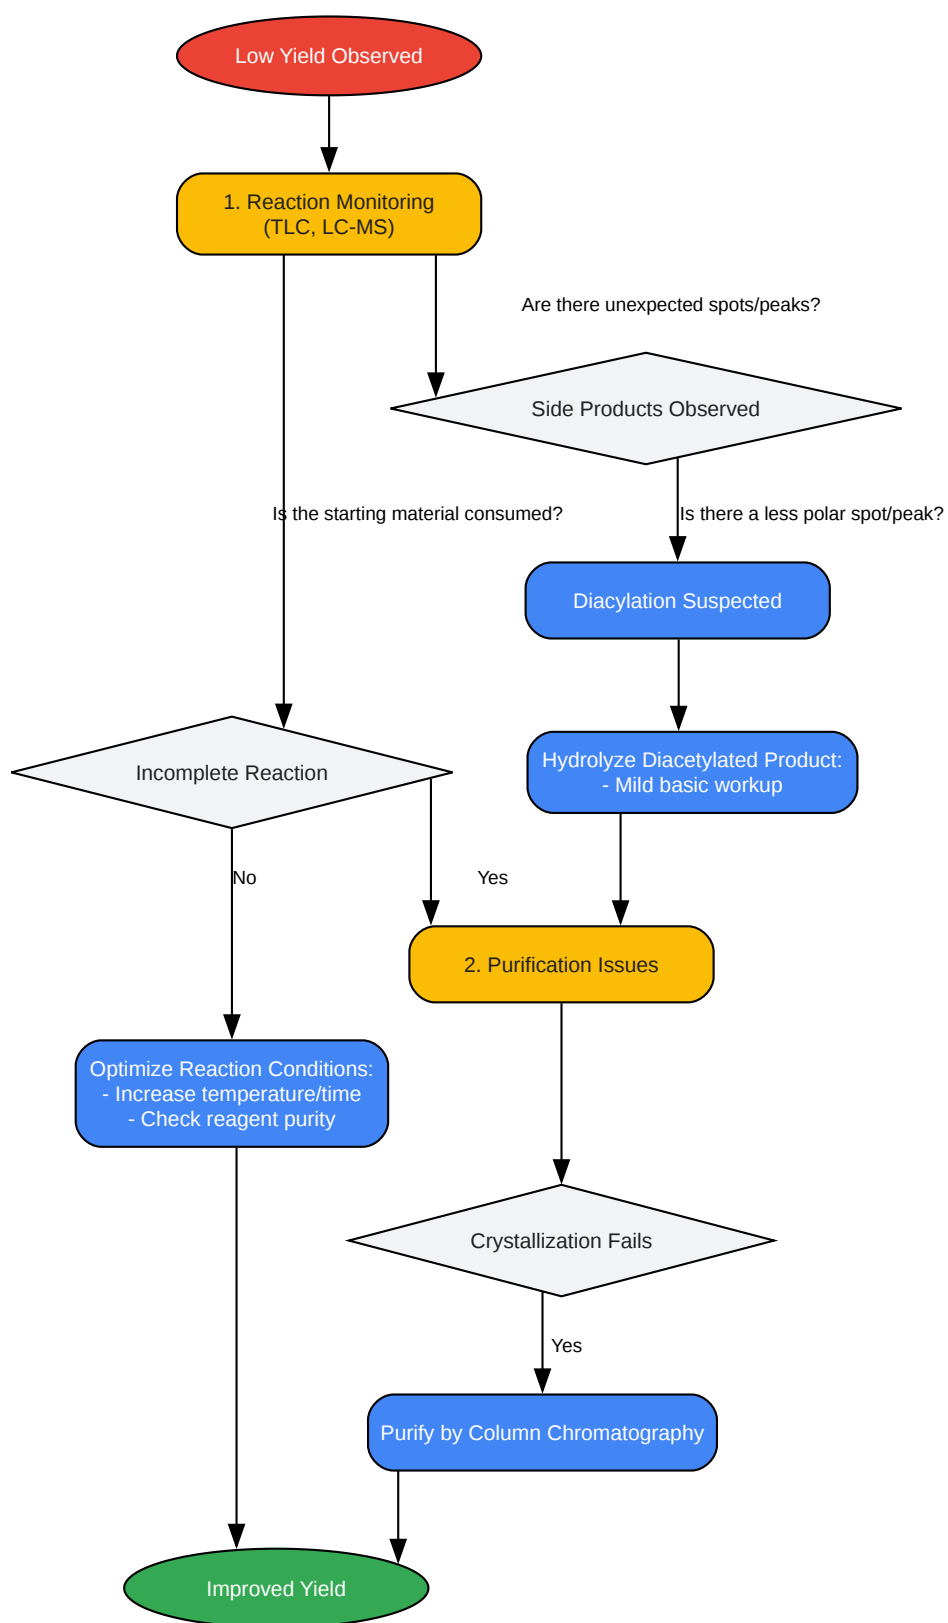 Low Yield Observed
1. Reaction Monitoring
(TLC, LC-MS)
Are there unexpected spots/peaks?
Side Products Observed
Is the starting material consumed?
Is there a less polar spot/peak?
Diacylation Suspected
Incomplete Reaction
Hydrolyze Diacetylated Product:
- Mild basic workup
No
Yes
2. Purification Issues
Optimize Reaction Conditions:
- Increase temperature/time
- Check reagent purity
Crystallization Fails
Yes
Purify by Column Chromatography
Improved Yield